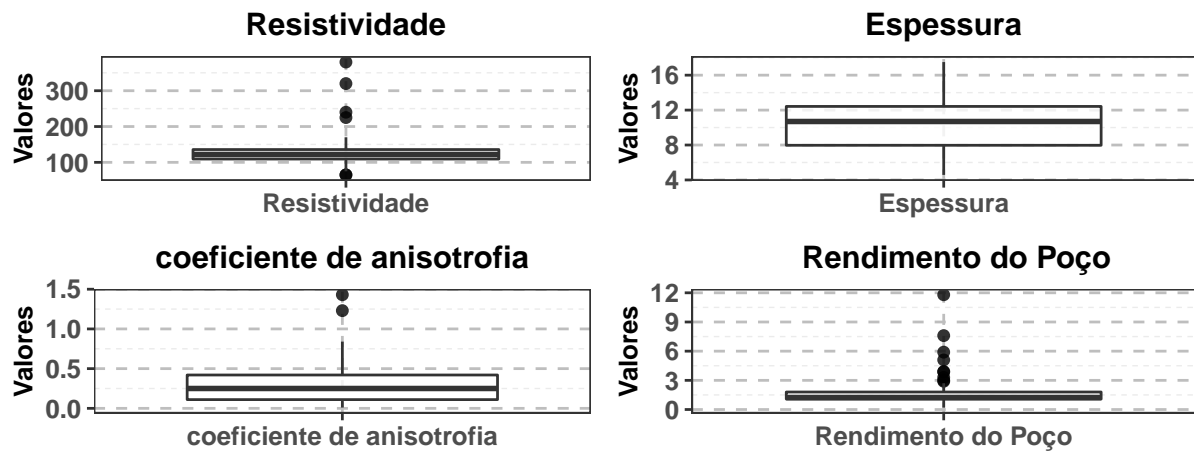 Resistividade
Valores
300
200
100
Resistividade
Espessura
Valores
16
12
8
4
Espessura
coeficiente de anisotrofia
Valores
1.5
1.0
0.5
0.0
coeficiente de anisotrofia
Rendimento do Poço
Valores
12
9
6
3
0
Rendimento do Poço